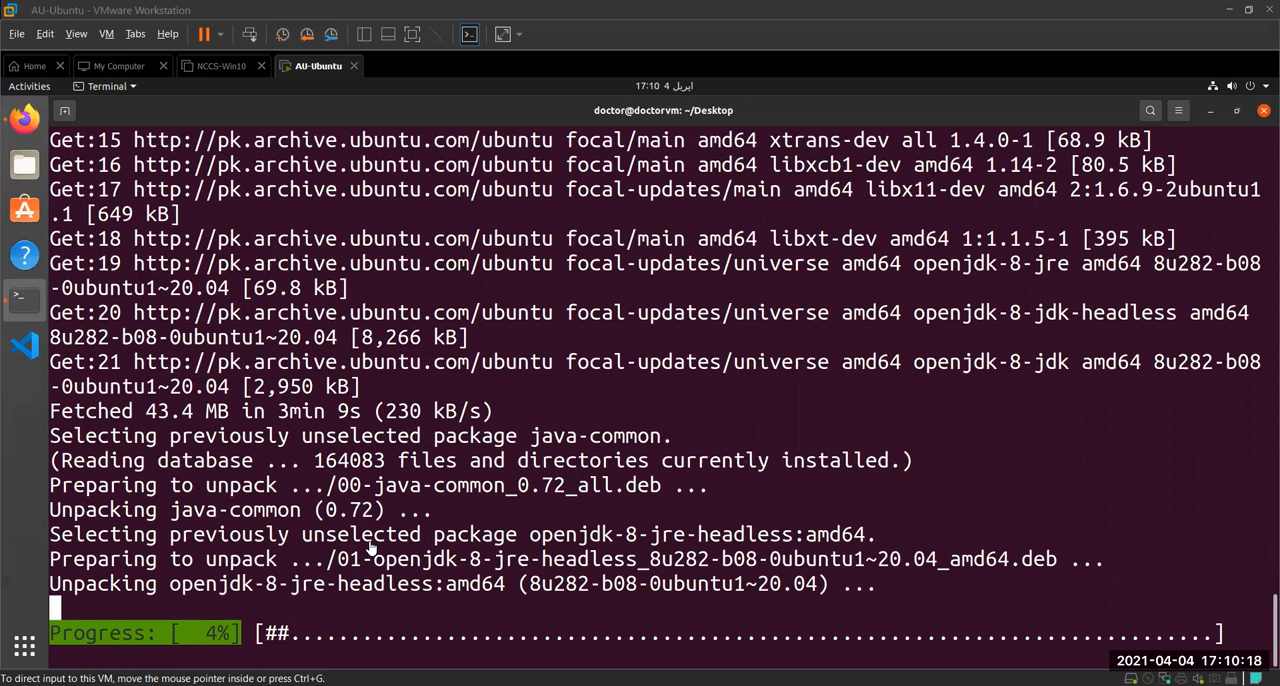 AU-Ubuntu - VMware Workstation
File Edit View VM Tabs Help
Home My Computer NCCS-Win10 AU-Ubuntu
Activities Terminal 17:10 4 اپریل
doctor@doctorvm: ~/Desktop
Get:15 http://pk.archive.ubuntu.com/ubuntu focal/main amd64 xtrans-dev all 1.4.0-1 [68.9 kB]
Get:16 http://pk.archive.ubuntu.com/ubuntu focal/main amd64 libxcb1-dev amd64 1.14-2 [80.5 kB]
Get:17 http://pk.archive.ubuntu.com/ubuntu focal-updates/main amd64 libx11-dev amd64 2:1.6.9-2ubuntu1
.1 [649 kB]
Get:18 http://pk.archive.ubuntu.com/ubuntu focal/main amd64 libxt-dev amd64 1:1.1.5-1 [395 kB]
Get:19 http://pk.archive.ubuntu.com/ubuntu focal-updates/universe amd64 openjdk-8-jre amd64 8u282-b08
-0ubuntu1~20.04 [69.8 kB]
Get:20 http://pk.archive.ubuntu.com/ubuntu focal-updates/universe amd64 openjdk-8-jdk-headless amd64
8u282-b08-0ubuntu1~20.04 [8,266 kB]
Get:21 http://pk.archive.ubuntu.com/ubuntu focal-updates/universe amd64 openjdk-8-jdk amd64 8u282-b08
-0ubuntu1~20.04 [2,950 kB]
Fetched 43.4 MB in 3min 9s (230 kB/s)
Selecting previously unselected package java-common.
(Reading database ... 164083 files and directories currently installed.)
Preparing to unpack .../00-java-common_0.72_all.deb ...
Unpacking java-common (0.72) ...
Selecting previously unselected package openjdk-8-jre-headless:amd64.
Preparing to unpack .../01-openjdk-8-jre-headless_8u282-b08-0ubuntu1~20.04_amd64.deb ...
Unpacking openjdk-8-jre-headless:amd64 (8u282-b08-0ubuntu1~20.04) ...
Progress: [  4%] [##.............................................................................]
2021-04-04 17:10:18
To direct input to this VM, move the mouse pointer inside or press Ctrl+G.